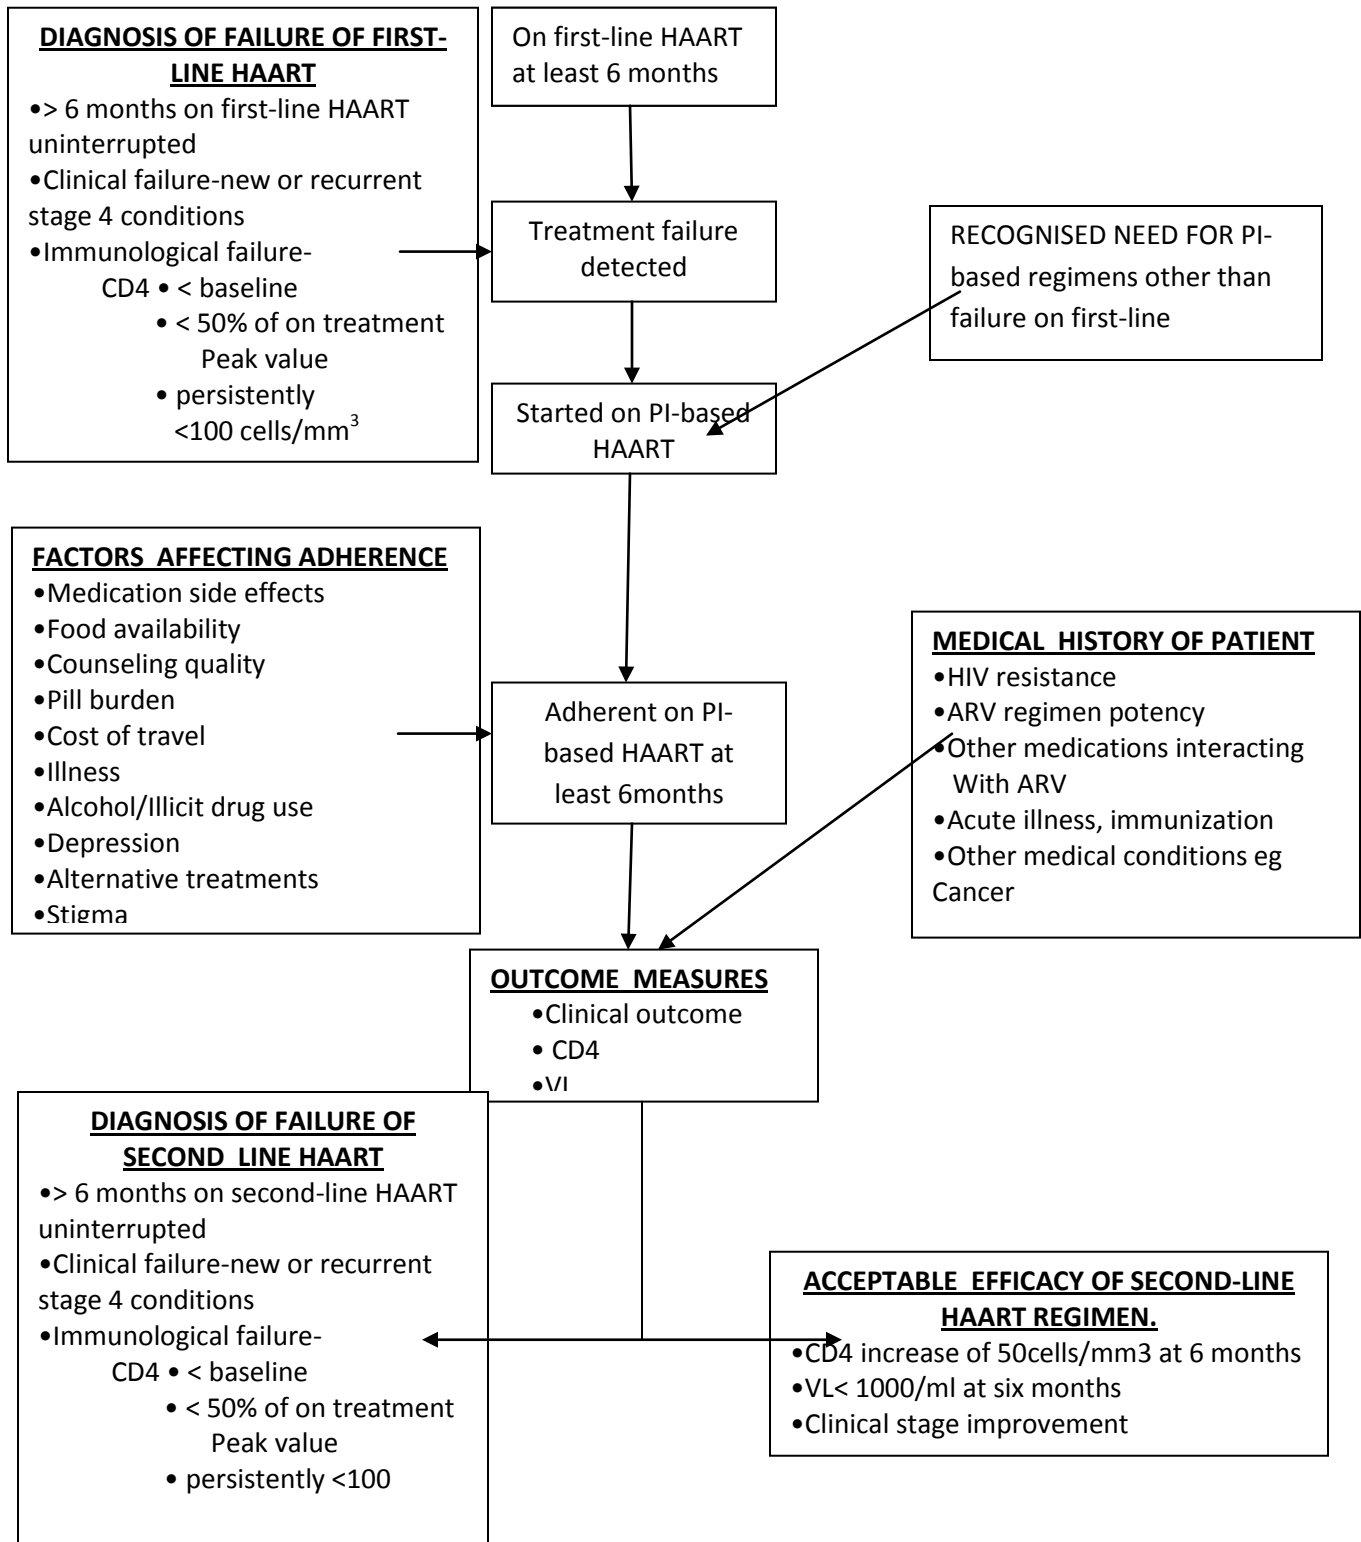 DIAGNOSIS OF FAILURE OF FIRST-
LINE HAART
•> 6 months on first-line HAART
uninterrupted
•Clinical failure-new or recurrent
stage 4 conditions
•Immunological failure-
CD4 • < baseline
• < 50% of on treatment
Peak value
• persistently
<100 cells/mm³
On first-line HAART
at least 6 months
Treatment failure
detected
RECOGNISED NEED FOR PI-
based regimens other than
failure on first-line
Started on PI-based
HAART
FACTORS AFFECTING ADHERENCE
•Medication side effects
•Food availability
•Counseling quality
•Pill burden
•Cost of travel
•Illness
•Alcohol/Illicit drug use
•Depression
•Alternative treatments
•Stigma
Adherent on PI-
based HAART at
least 6months
MEDICAL HISTORY OF PATIENT
•HIV resistance
•ARV regimen potency
•Other medications interacting
With ARV
•Acute illness, immunization
•Other medical conditions eg
Cancer
OUTCOME MEASURES
•Clinical outcome
• CD4
•VL
DIAGNOSIS OF FAILURE OF
SECOND LINE HAART
•> 6 months on second-line HAART
uninterrupted
•Clinical failure-new or recurrent
stage 4 conditions
•Immunological failure-
CD4 • < baseline
• < 50% of on treatment
Peak value
• persistently <100
ACCEPTABLE EFFICACY OF SECOND-LINE
HAART REGIMEN.
•CD4 increase of 50cells/mm3 at 6 months
•VL< 1000/ml at six months
•Clinical stage improvement